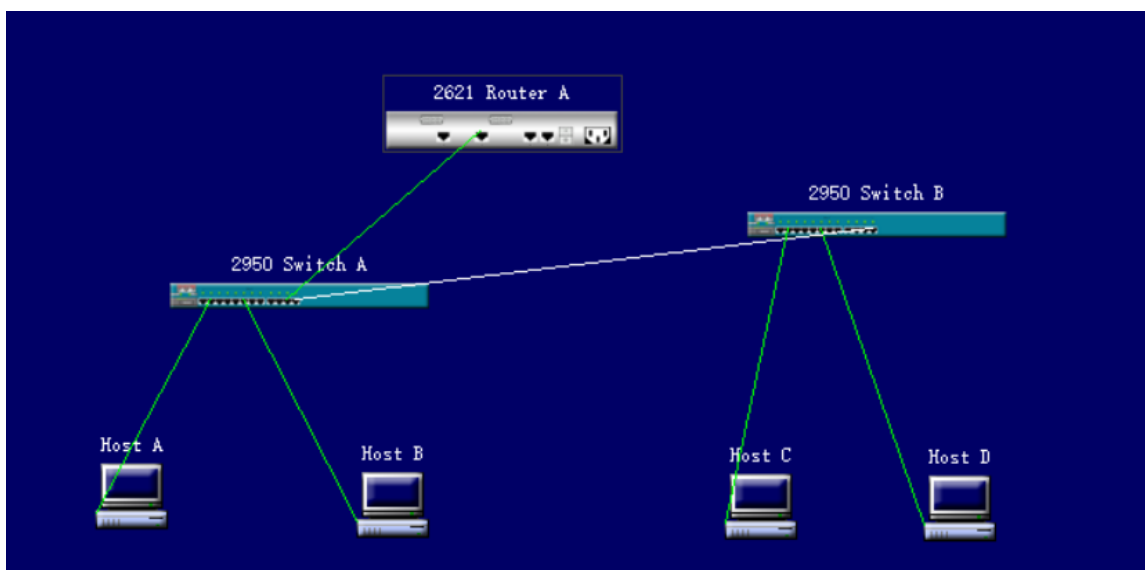 2621 Router A
2950 Switch B
2950 Switch A
Host A
Host B
Host C
Host D